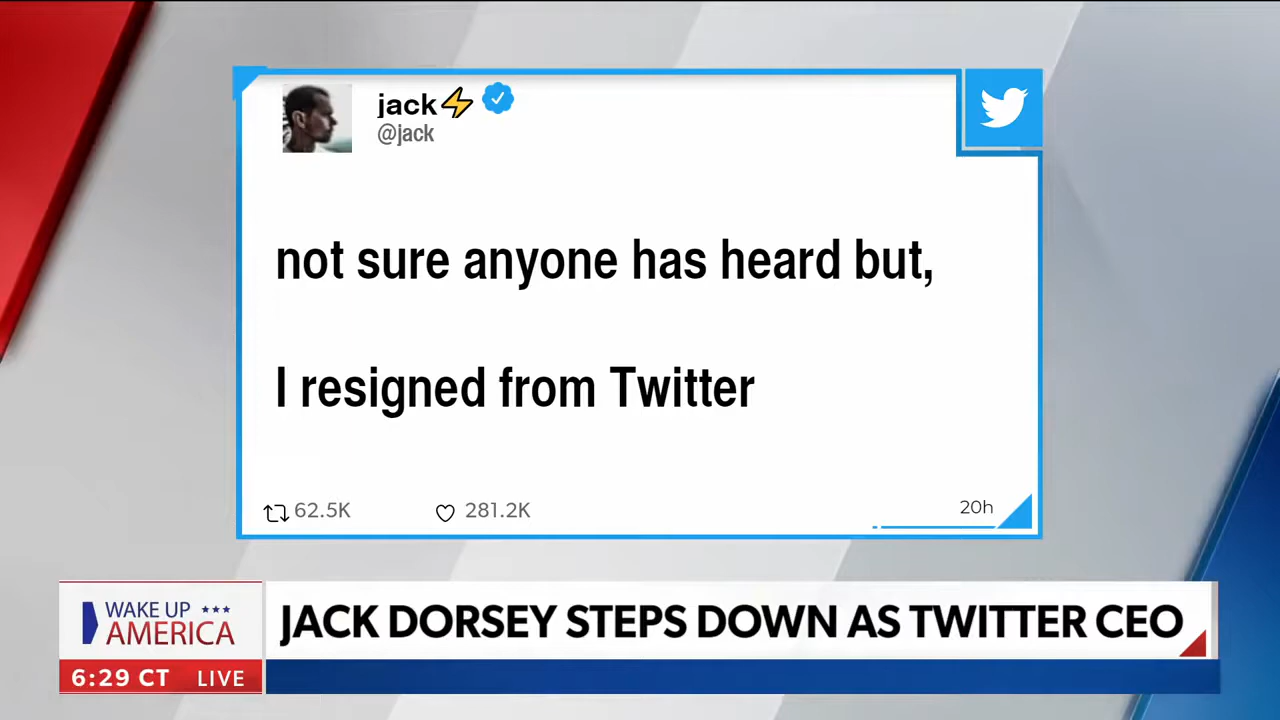 jack⚡
@jack
not sure anyone has heard but,
I resigned from Twitter
62.5K 281.2K 20h
WAKE UP
AMERICA
JACK DORSEY STEPS DOWN AS TWITTER CEO
6:29 CT LIVE